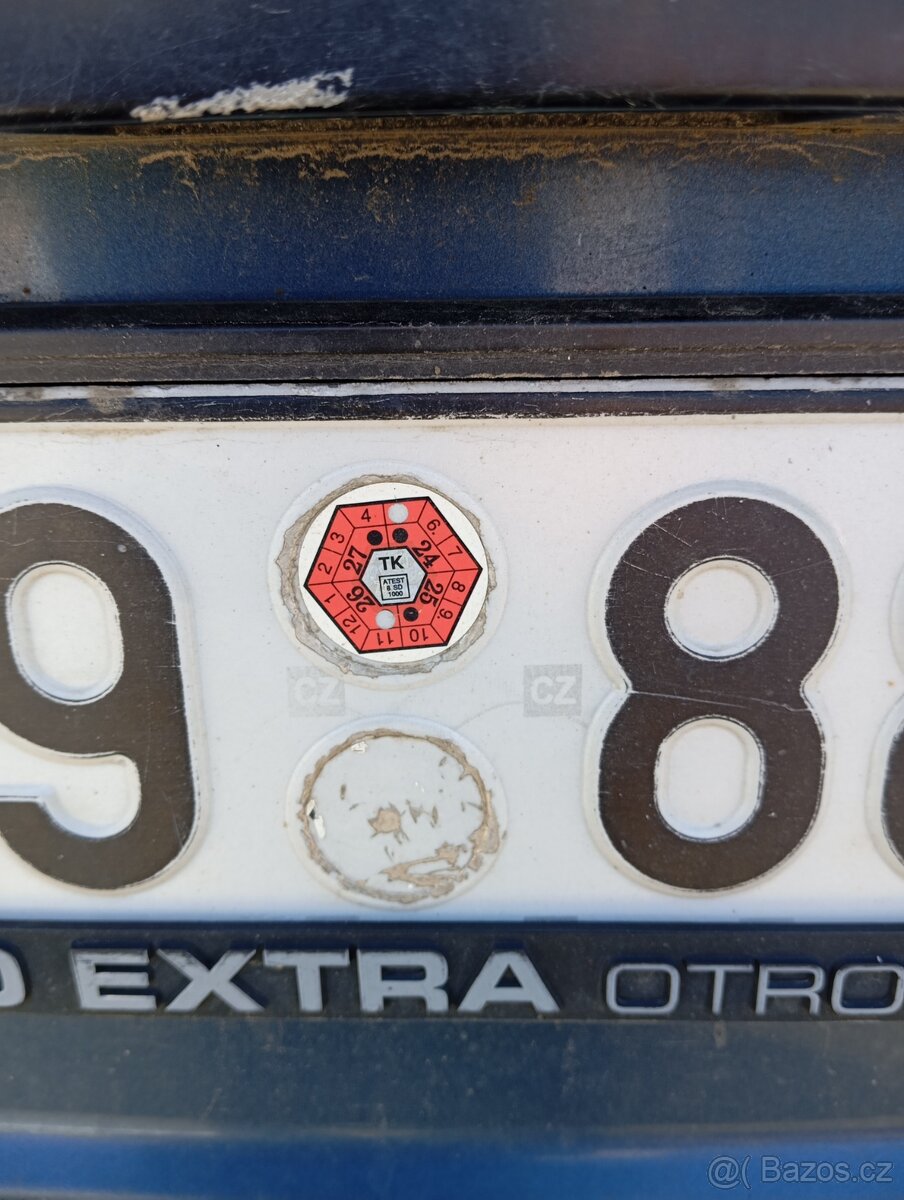 9 8
4 6. 7 8 9. 10 11 12 1 2 3
27 24 25 26
TK
ATEST
8.SD
1000
CZ CZ
EXTRA OTRO
@( Bazos.cz